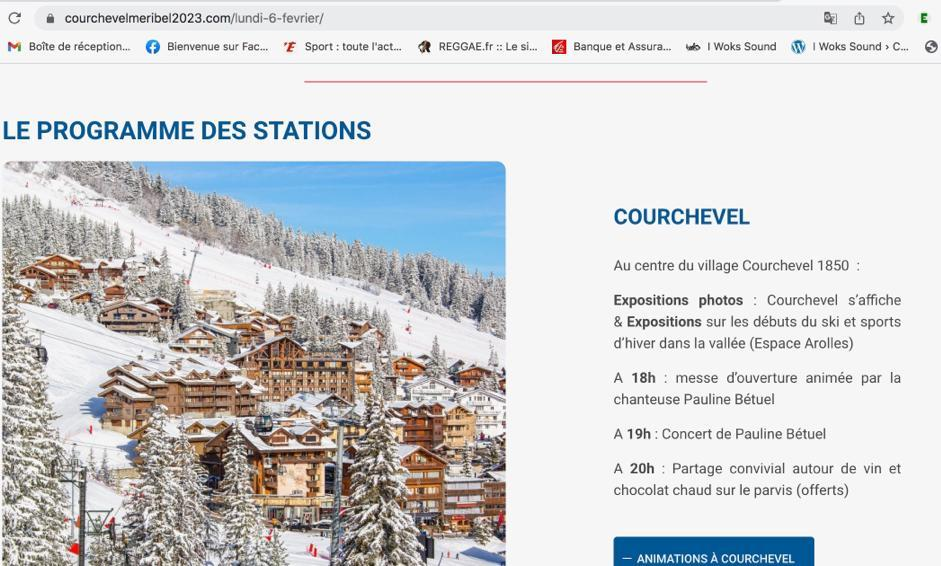 courchevelmeribel2023.com/lundi-6-fevrier/
Boîte de réception... Bienvenue sur Fac... Sport : toute l'act... REGGAE.fr :: Le si... Banque et Assura... I Woks Sound I Woks Sound › C...
LE PROGRAMME DES STATIONS
COURCHEVEL
Au centre du village Courchevel 1850 :
Expositions photos : Courchevel s’affiche
& Expositions sur les débuts du ski et sports
d’hiver dans la vallée (Espace Arolles)
A 18h : messe d’ouverture animée par la
chanteuse Pauline Bétuel
A 19h : Concert de Pauline Bétuel
A 20h : Partage convivial autour de vin et
chocolat chaud sur le parvis (offerts)
— ANIMATIONS À COURCHEVEL